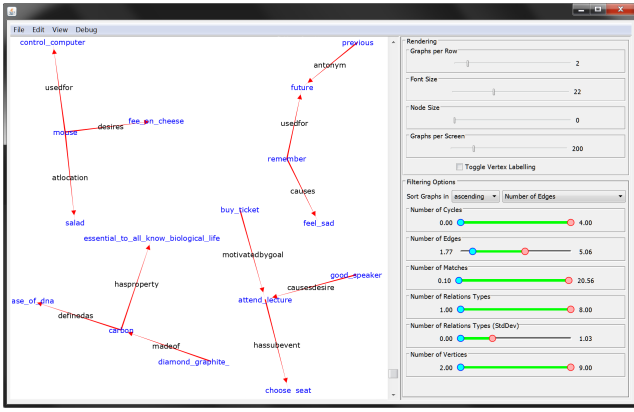 File Edit View Debug
control_computer
previous
antonym
future
usedfor
fee_on_cheese
desires
mouse
usedfor
remember
atlocation
causes
salad
buy_ticket
feel_sad
essential_to_all_know_biological_life
motivatedbygoal
good_speaker
hasproperty
causesdesire
ase_of_dna
attend_lecture
definedas
carbon
madeof
hassubevent
diamond_graphite_
choose_seat
Rendering
Graphs per Row
2
Font Size
22
Node Size
0
Graphs per Screen
200
Toggle Vertex Labelling
Filtering Options
Sort Graphs in ascending Number of Edges
Number of Cycles
0.00 4.00
Number of Edges
1.77 5.06
Number of Matches
0.10 20.56
Number of Relations Types
1.00 8.00
Number of Relations Types (StdDev)
0.00 1.03
Number of Vertices
2.00 9.00